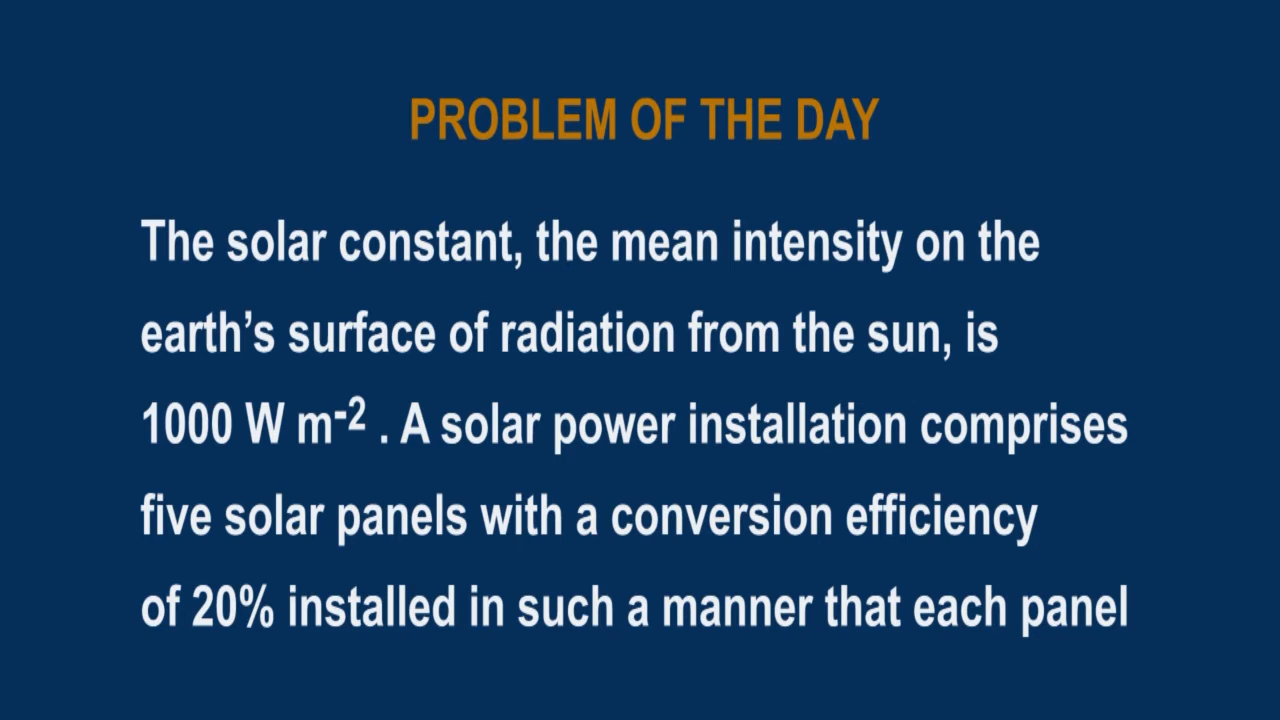 PROBLEM OF THE DAY
The solar constant, the mean intensity on the
earth’s surface of radiation from the sun, is
1000 W m⁻² . A solar power installation comprises
five solar panels with a conversion efficiency
of 20% installed in such a manner that each panel